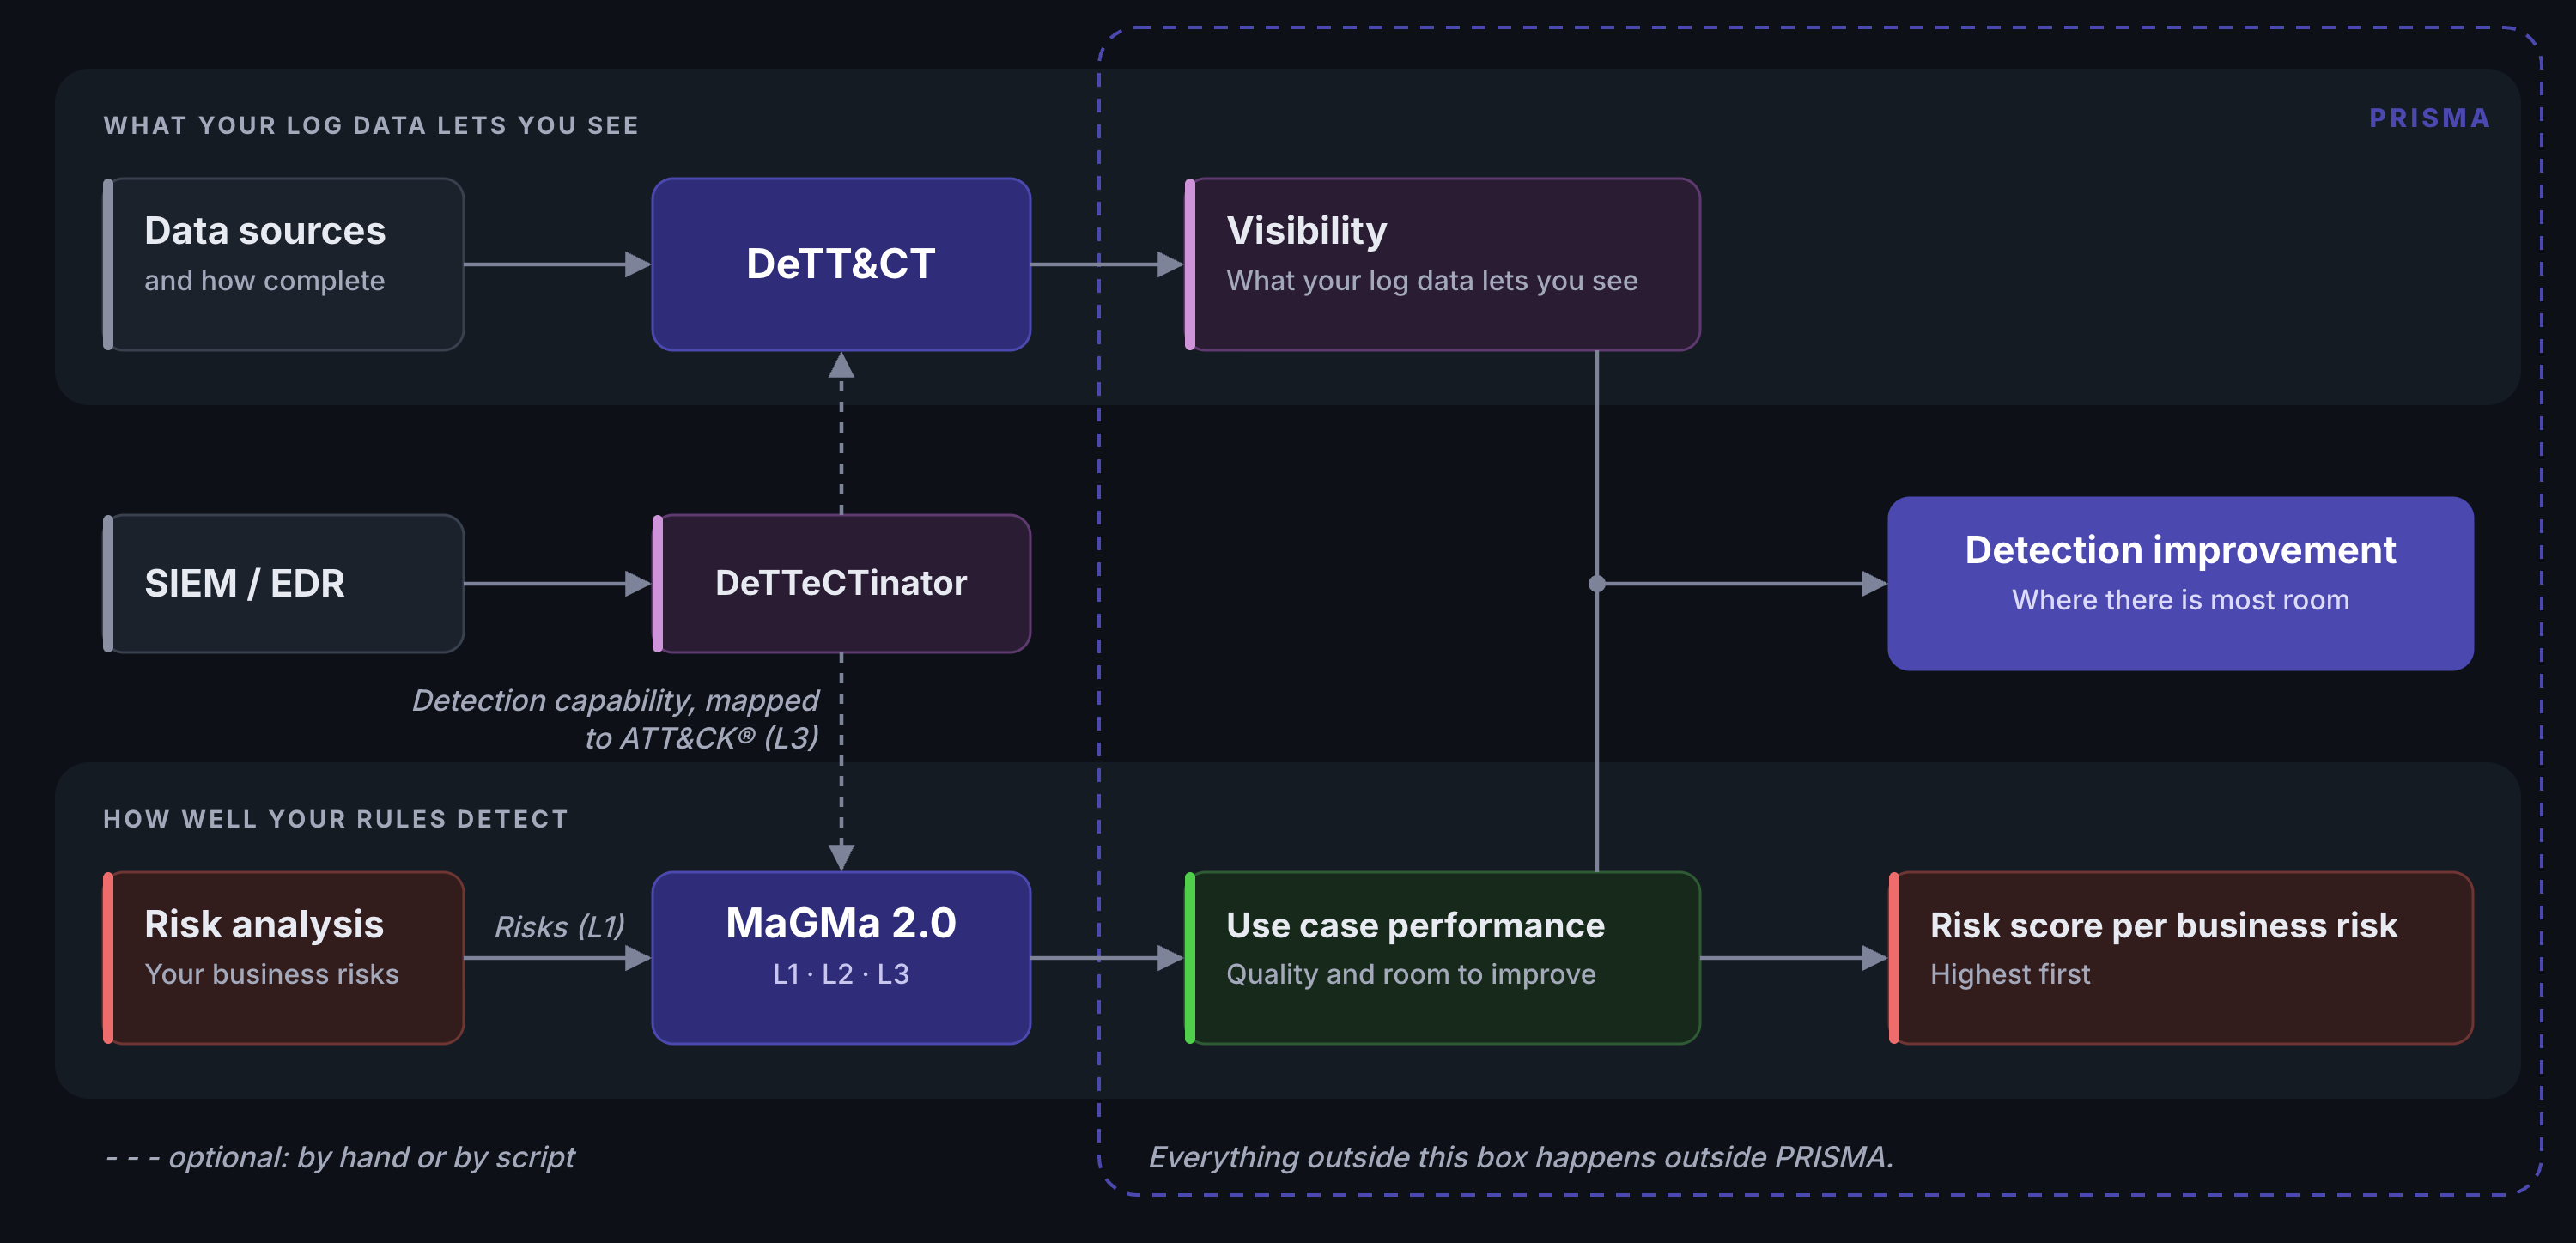 WHAT YOUR LOG DATA LETS YOU SEE
PRISMA
Data sources
and how complete
DeTT&CT
Visibility
What your log data lets you see
SIEM / EDR
DeTTeCTinator
Detection improvement
Where there is most room
Detection capability, mapped
to ATT&CK® (L3)
HOW WELL YOUR RULES DETECT
Risk analysis
Your business risks
Risks (L1)
MaGMa 2.0
L1 · L2 · L3
Use case performance
Quality and room to improve
Risk score per business risk
Highest first
- - - optional: by hand or by script
Everything outside this box happens outside PRISMA.